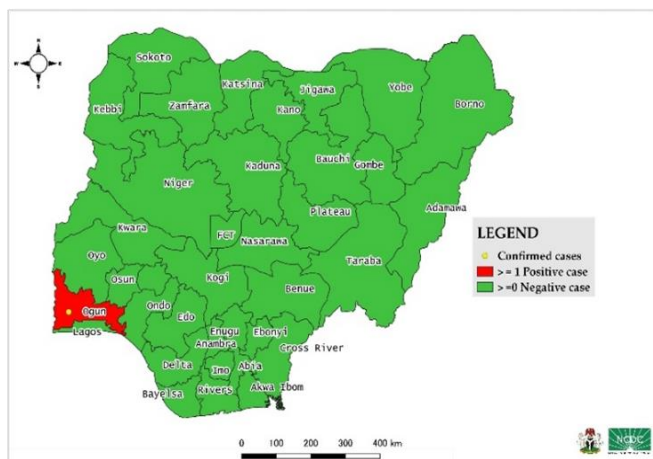 N
W
E
S
Sokoto
Katsina
Jigawa
Yobe
Borno
Kebbi
Zamfara
Kano
Kaduna
Bauchi
Gombe
Niger
Plateau
Adamawa
Kwara
FCT
Nasarawa
Taraba
Oyo
Osun
Kogi
Benue
Ogun
Ondo
Edo
Lagos
Enugu
Ebonyi
Anambra
Cross River
Delta
Imo
Abia
Bayelsa
Rivers
Akwa Ibom
LEGEND
Confirmed cases
>= 1 Positive case
>=0 Negative case
0 100 200 300 400 km
NCDC